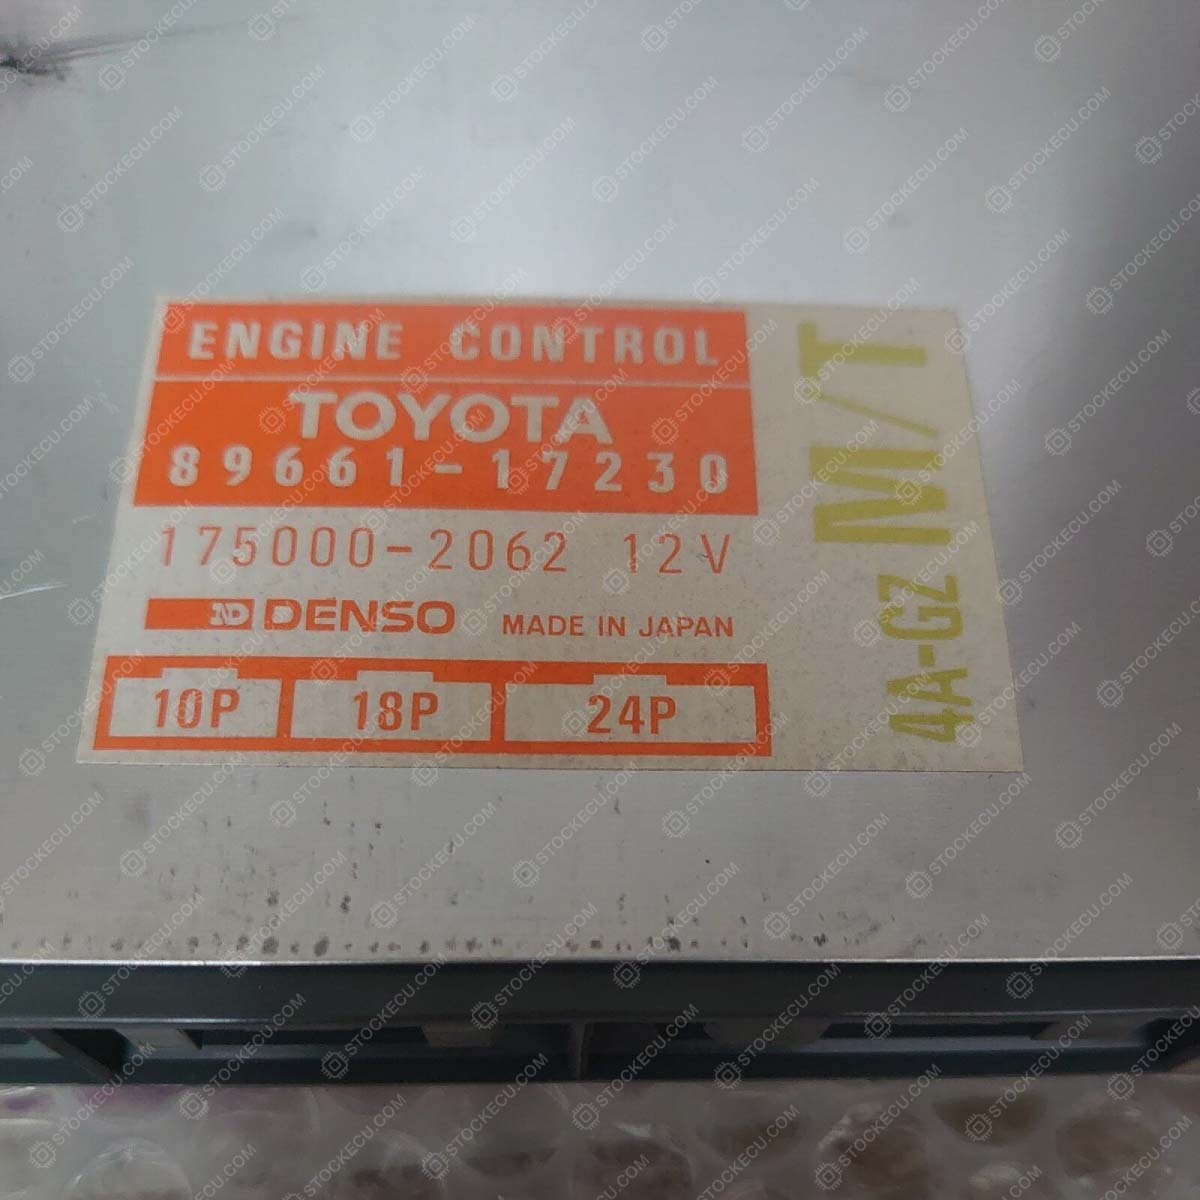 ENGINE CONTROL
TOYOTA
89661-17230
175000-2062 12V
ND DENSO MADE IN JAPAN
10P 18P 24P
4A-GZ M/T
STOCKECU.COM